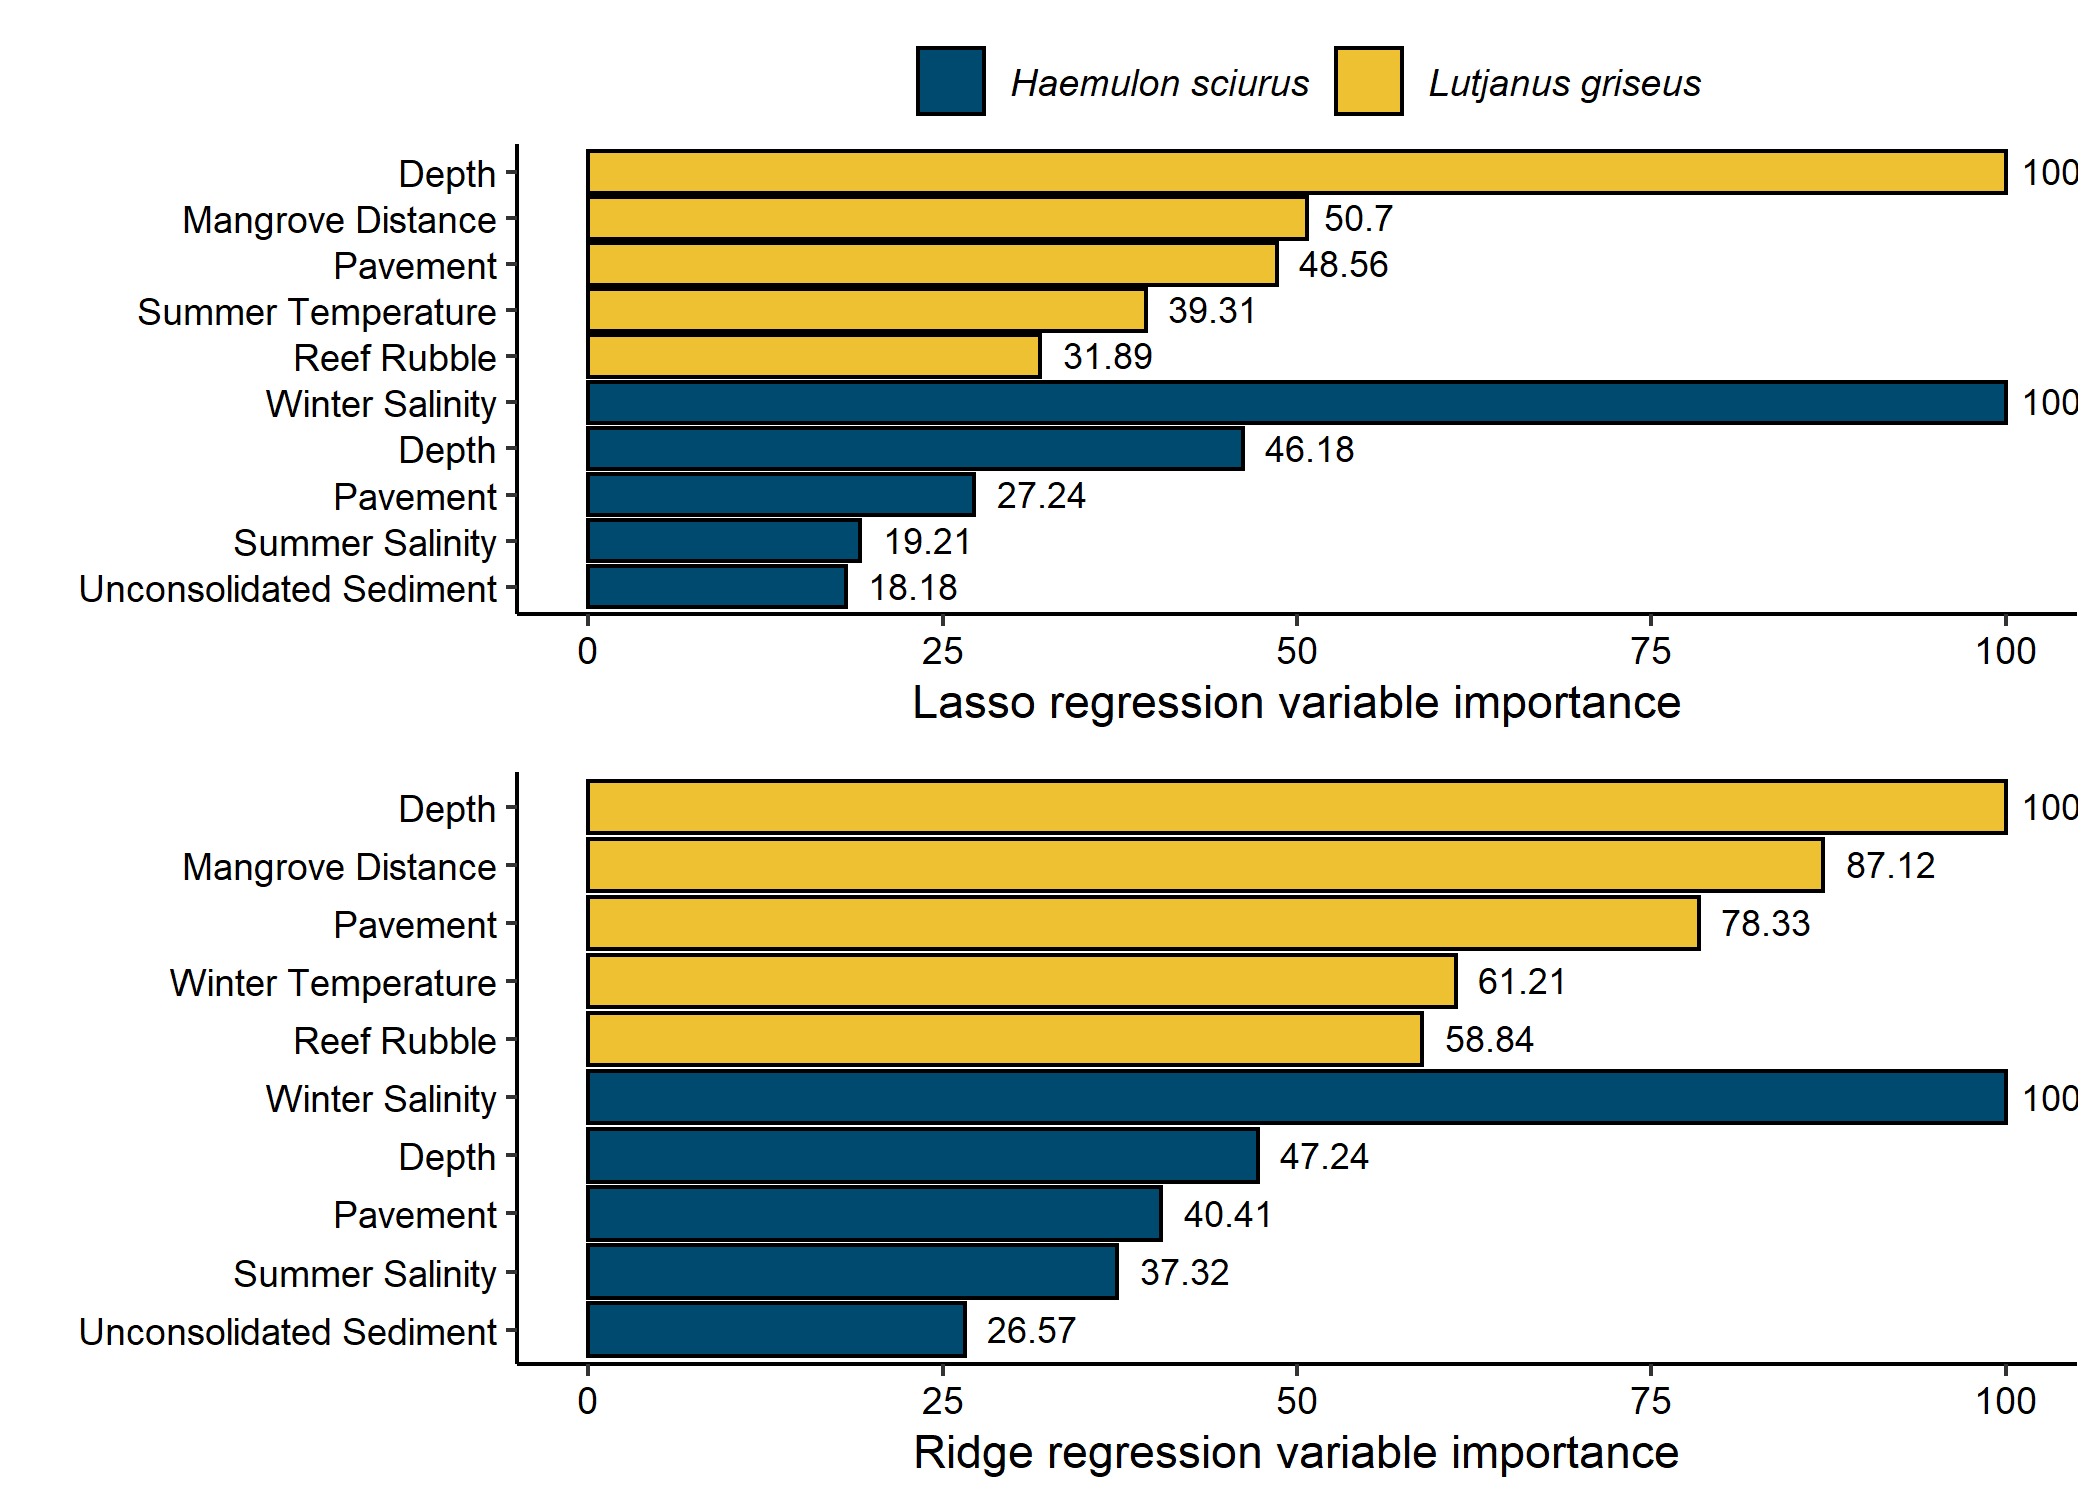 Haemulon sciurus Lutjanus griseus
Depth 100
Mangrove Distance 50.7
Pavement 48.56
Summer Temperature 39.31
Reef Rubble 31.89
Winter Salinity 100
Depth 46.18
Pavement 27.24
Summer Salinity 19.21
Unconsolidated Sediment 18.18
0 25 50 75 100
Lasso regression variable importance
Depth 100
Mangrove Distance 87.12
Pavement 78.33
Winter Temperature 61.21
Reef Rubble 58.84
Winter Salinity 100
Depth 47.24
Pavement 40.41
Summer Salinity 37.32
Unconsolidated Sediment 26.57
0 25 50 75 100
Ridge regression variable importance